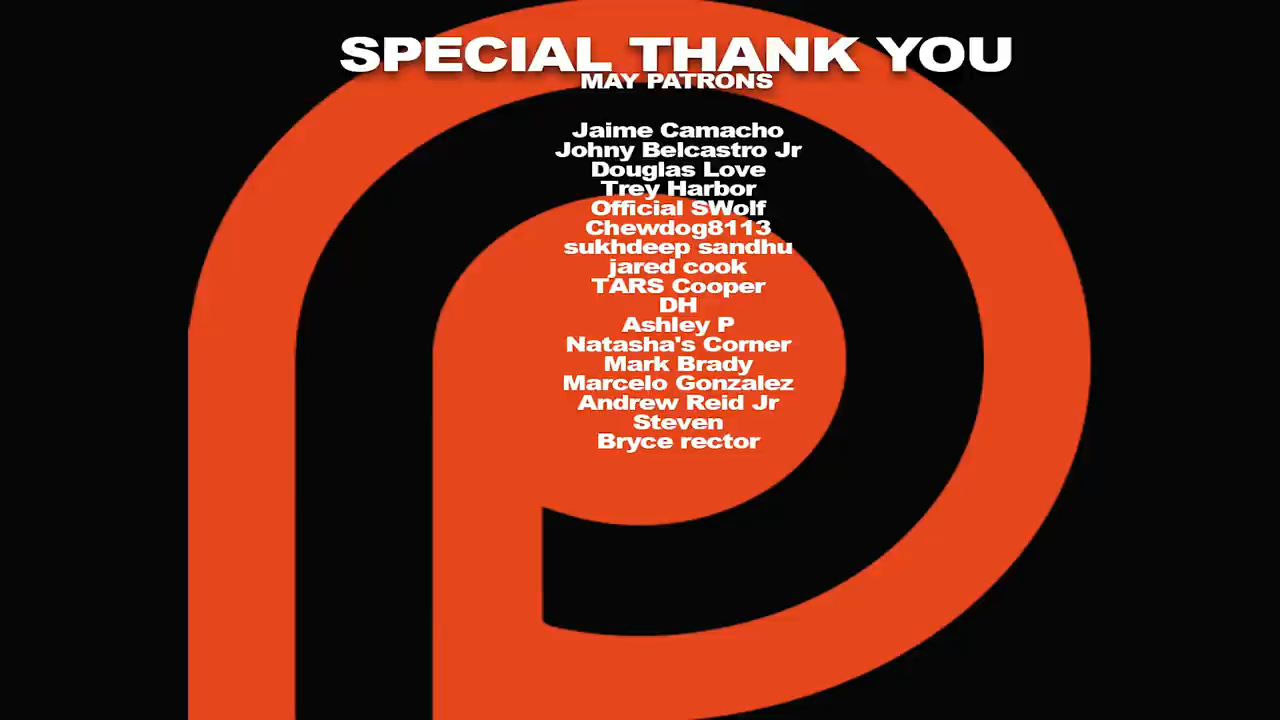 SPECIAL THANK YOU
MAY PATRONS
Jaime Camacho
Johny Belcastro Jr
Douglas Love
Trey Harbor
Official SWolf
Chewdog8113
sukhdeep sandhu
jared cook
TARS Cooper
DH
Ashley P
Natasha's Corner
Mark Brady
Marcelo Gonzalez
Andrew Reid Jr
Steven
Bryce rector